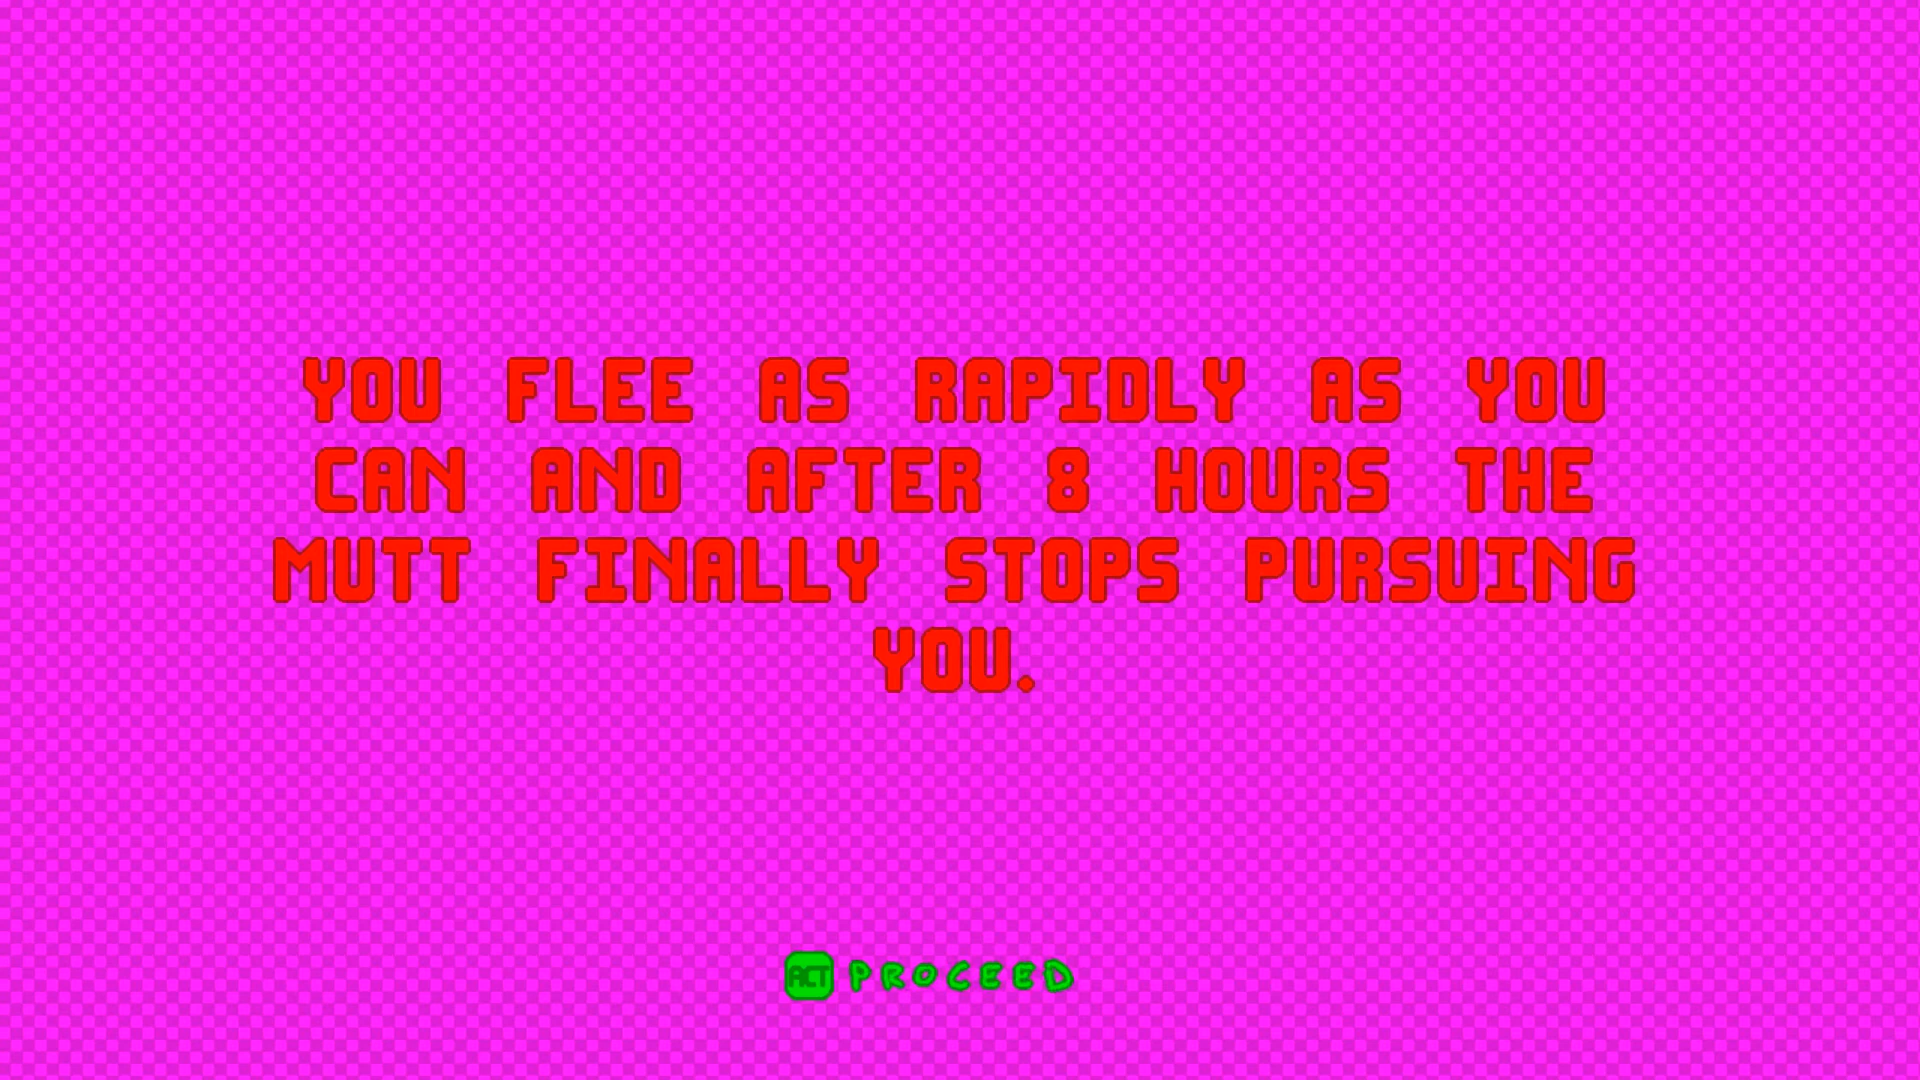 YOU FLEE AS RAPIDLY AS YOU
CAN AND AFTER 8 HOURS THE
MUTT FINALLY STOPS PURSUING
YOU.
ACT PROCEED